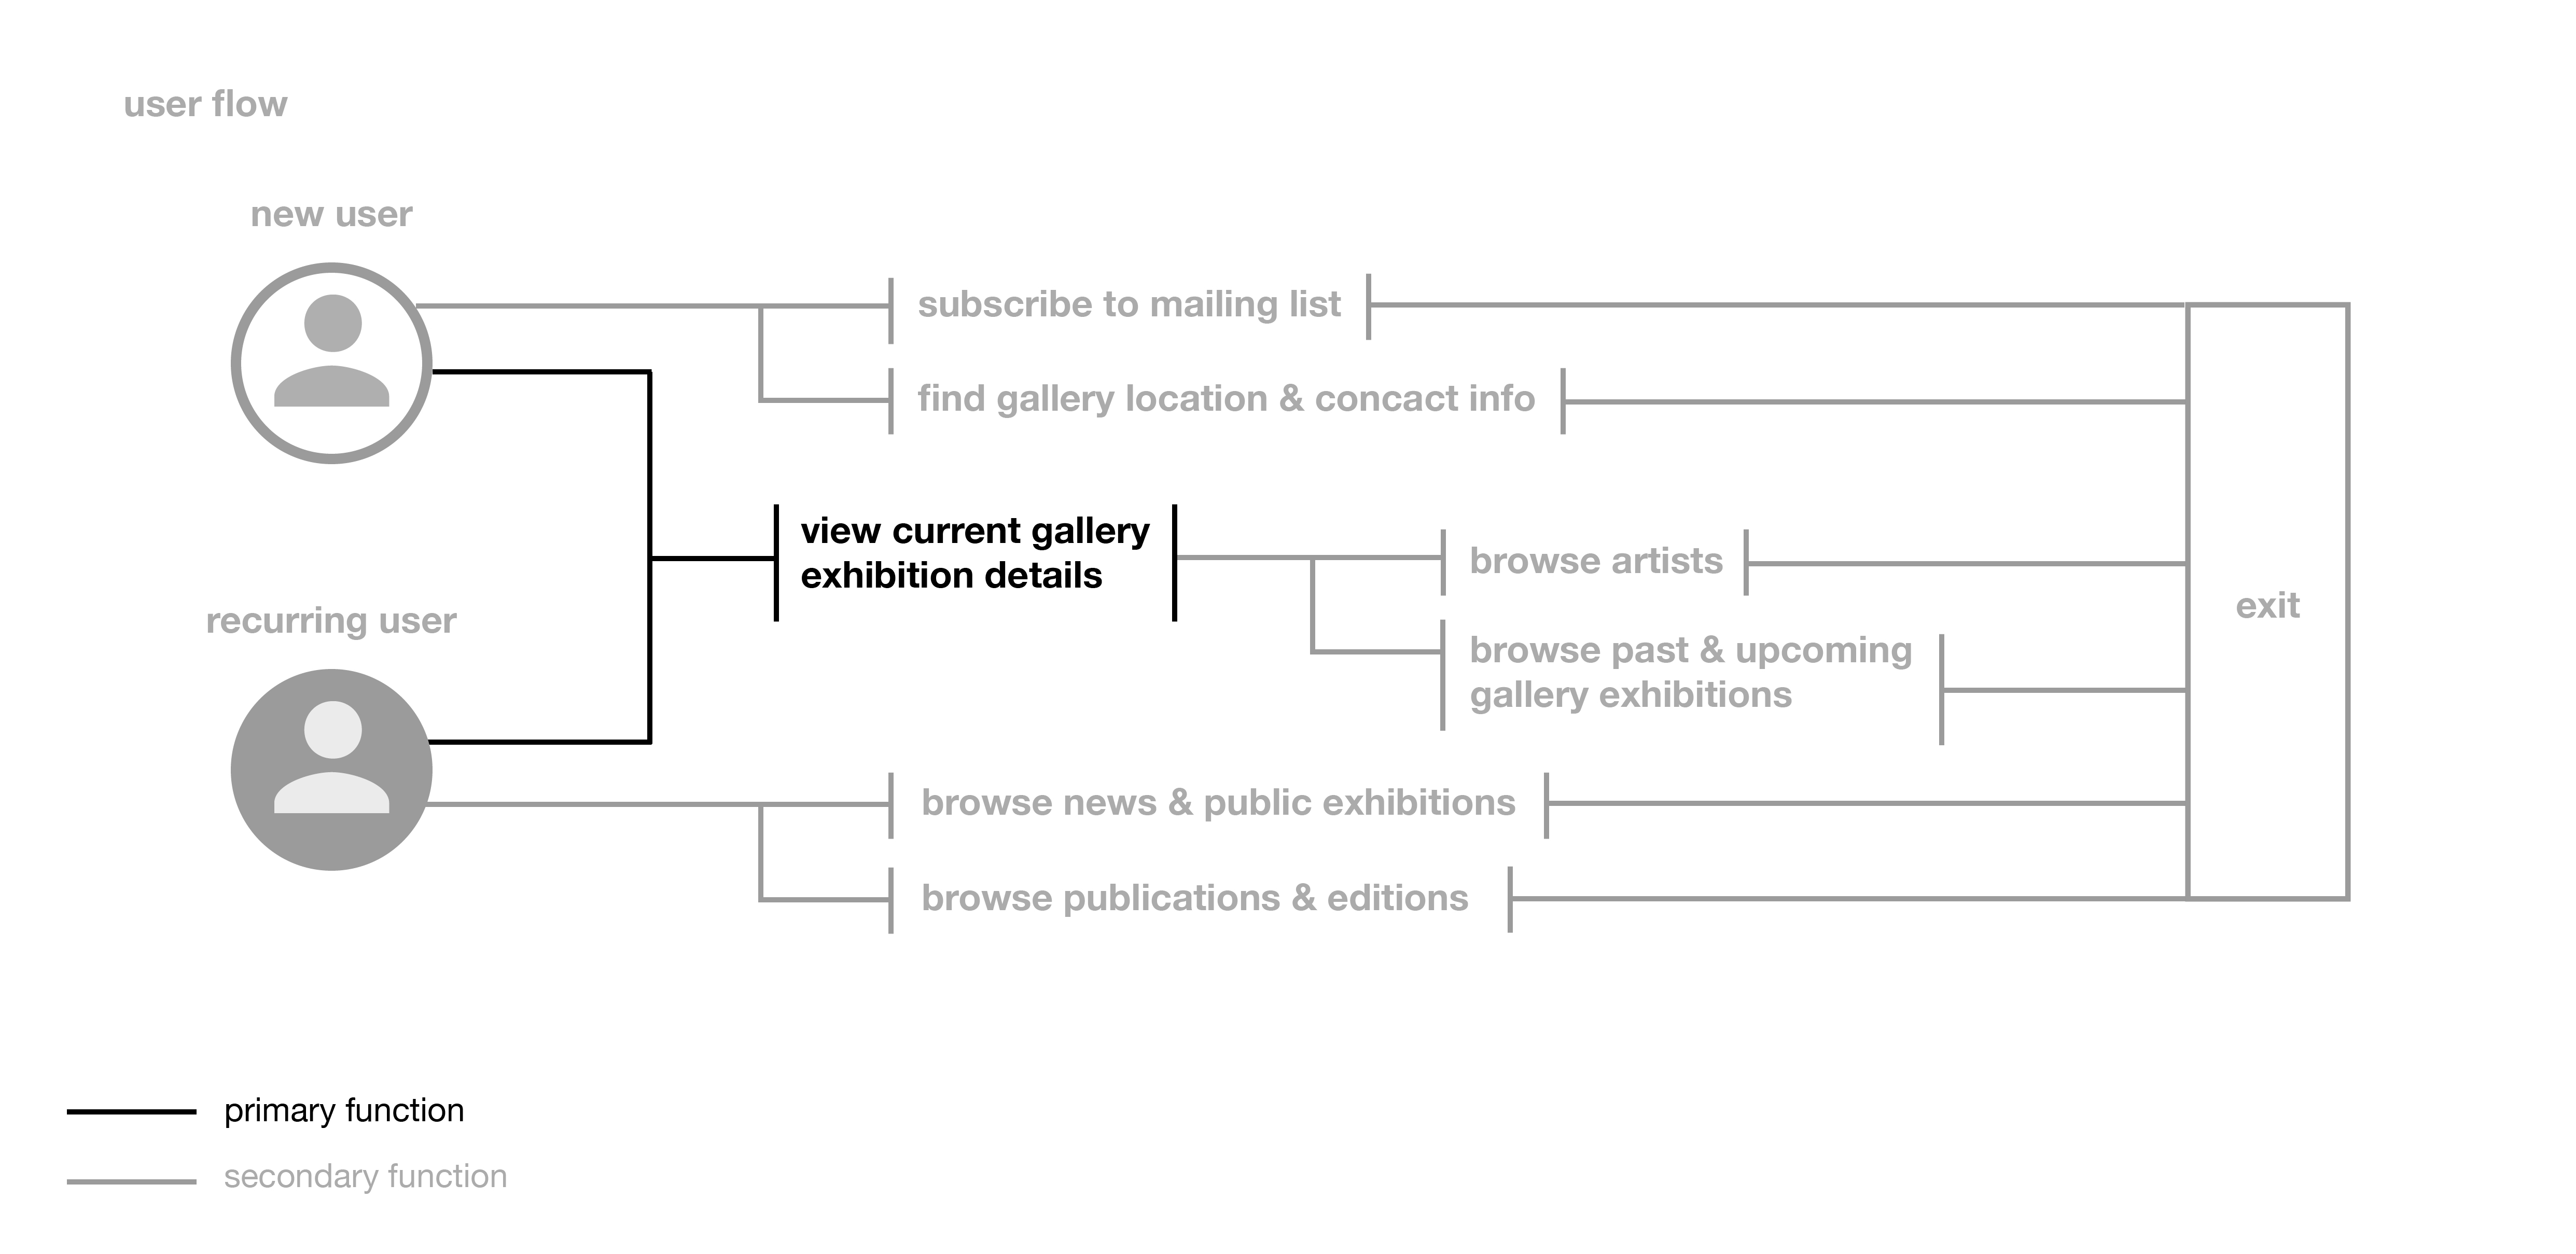 user flow
new user
subscribe to mailing list
find gallery location & concact info
view current gallery
exhibition details
browse artists
browse past & upcoming
gallery exhibitions
exit
recurring user
browse news & public exhibitions
browse publications & editions
primary function
secondary function